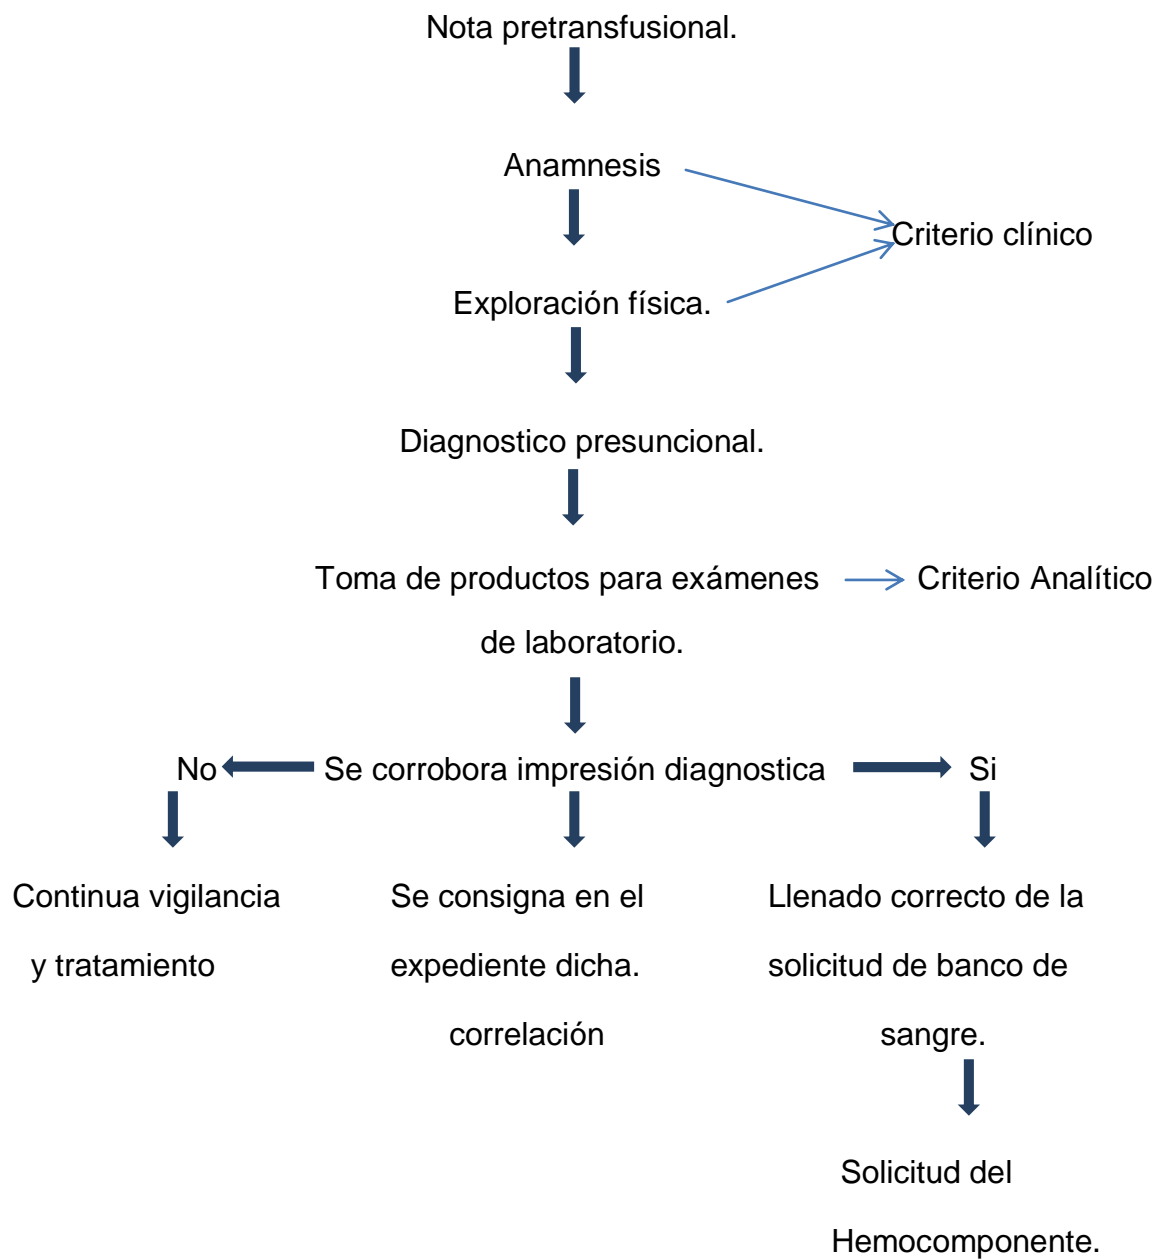 Nota pretransfusional.
Anamnesis
Criterio clínico
Exploración física.
Diagnostico presuncional.
Toma de productos para exámenes
de laboratorio.
Criterio Analítico
No
Se corrobora impresión diagnostica
Si
Continua vigilancia
y tratamiento
Se consigna en el
expediente dicha.
correlación
Llenado correcto de la
solicitud de banco de
sangre.
Solicitud del
Hemocomponente.